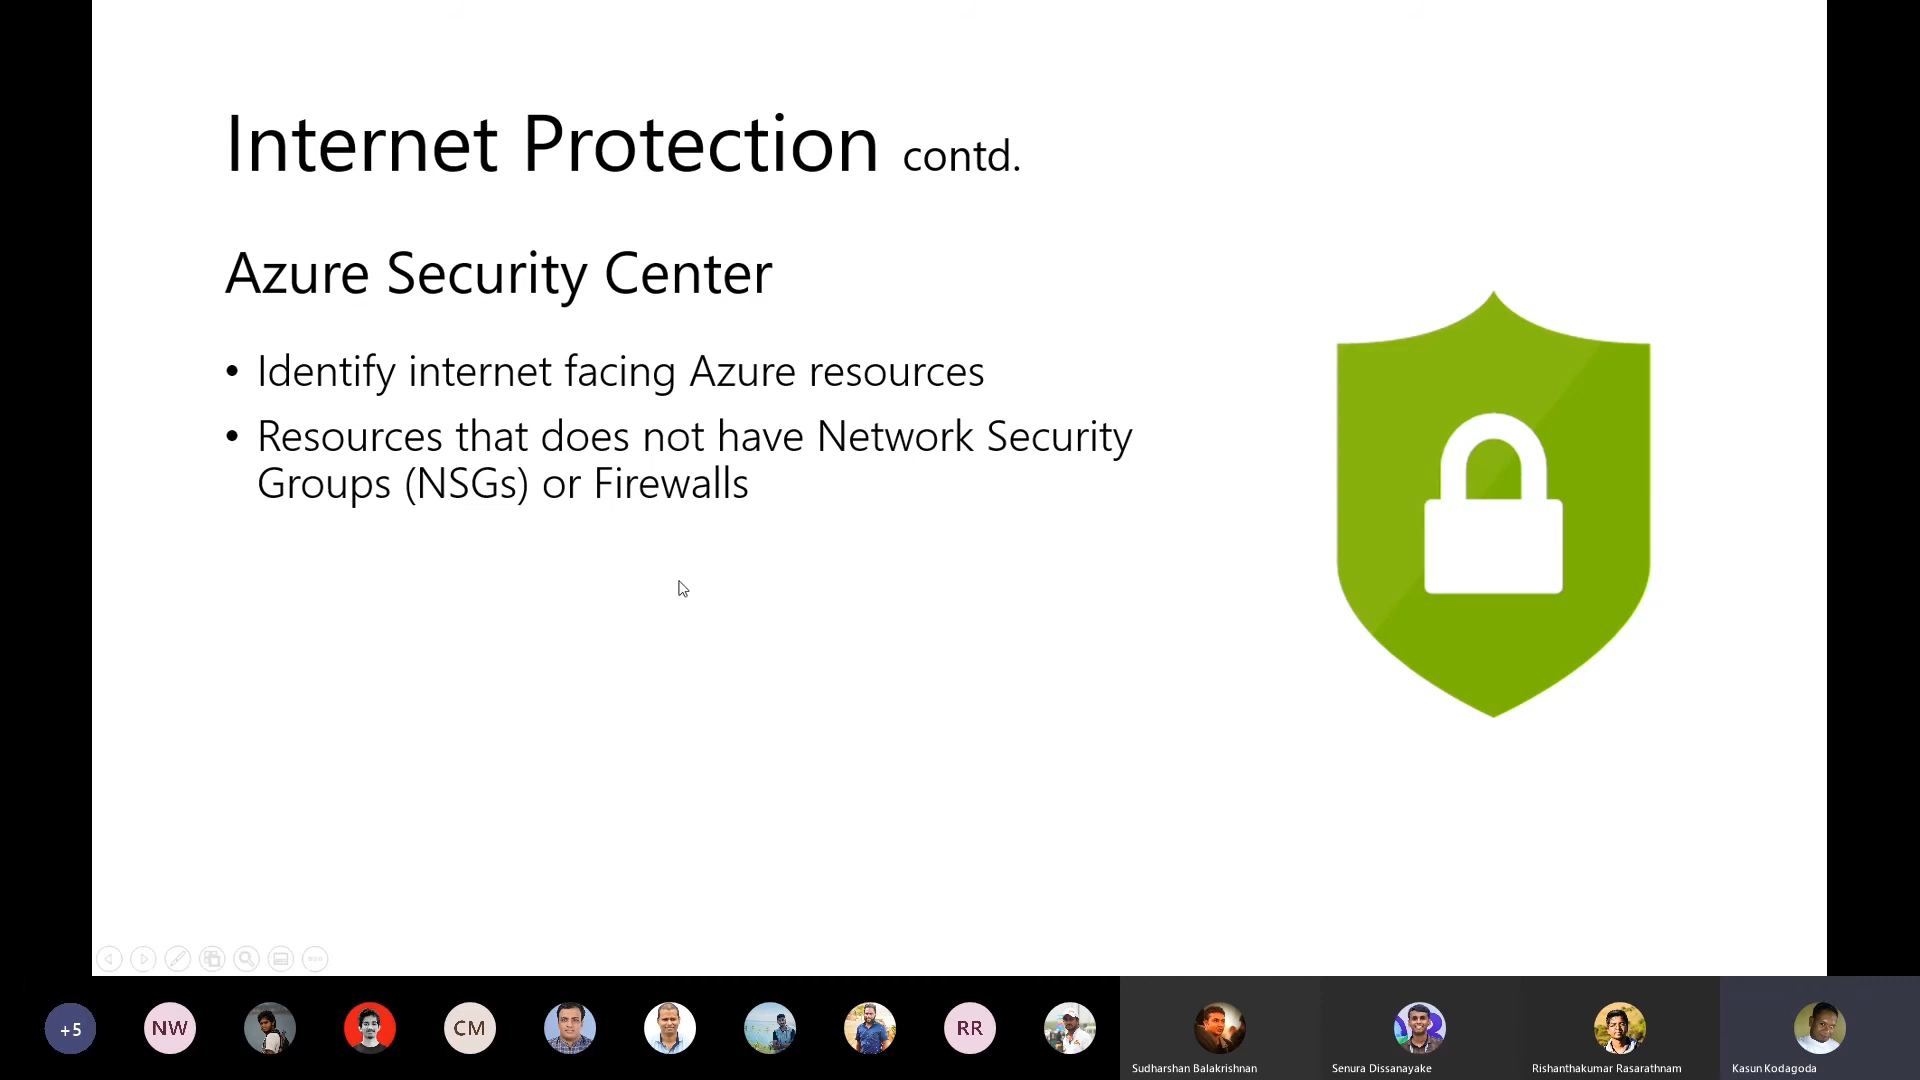 Internet Protection contd.
Azure Security Center
• Identify internet facing Azure resources
• Resources that does not have Network Security
Groups (NSGs) or Firewalls
+5
NW
CM
RR
Sudharshan Balakrishnan
Senura Dissanayake
Rishanthakumar Rasarathnam
Kasun Kodagoda